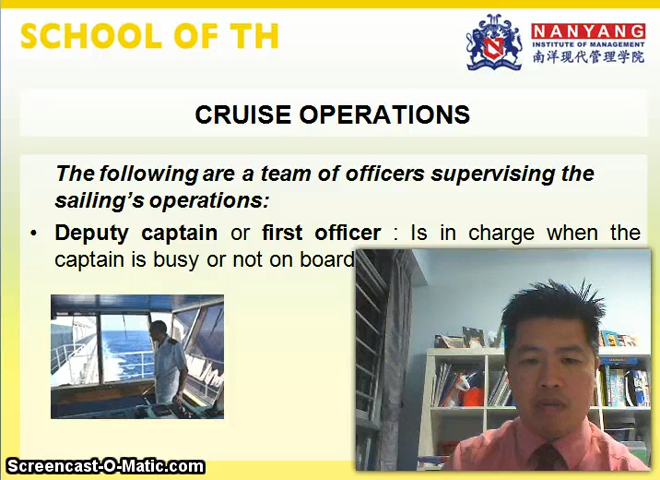 SCHOOL OF TH
NANYANG
INSTITUTE OF MANAGEMENT
南洋现代管理学院
CRUISE OPERATIONS
The following are a team of officers supervising the
sailing's operations:
• Deputy captain or first officer : Is in charge when the
captain is busy or not on board
Screencast-O-Matic.com